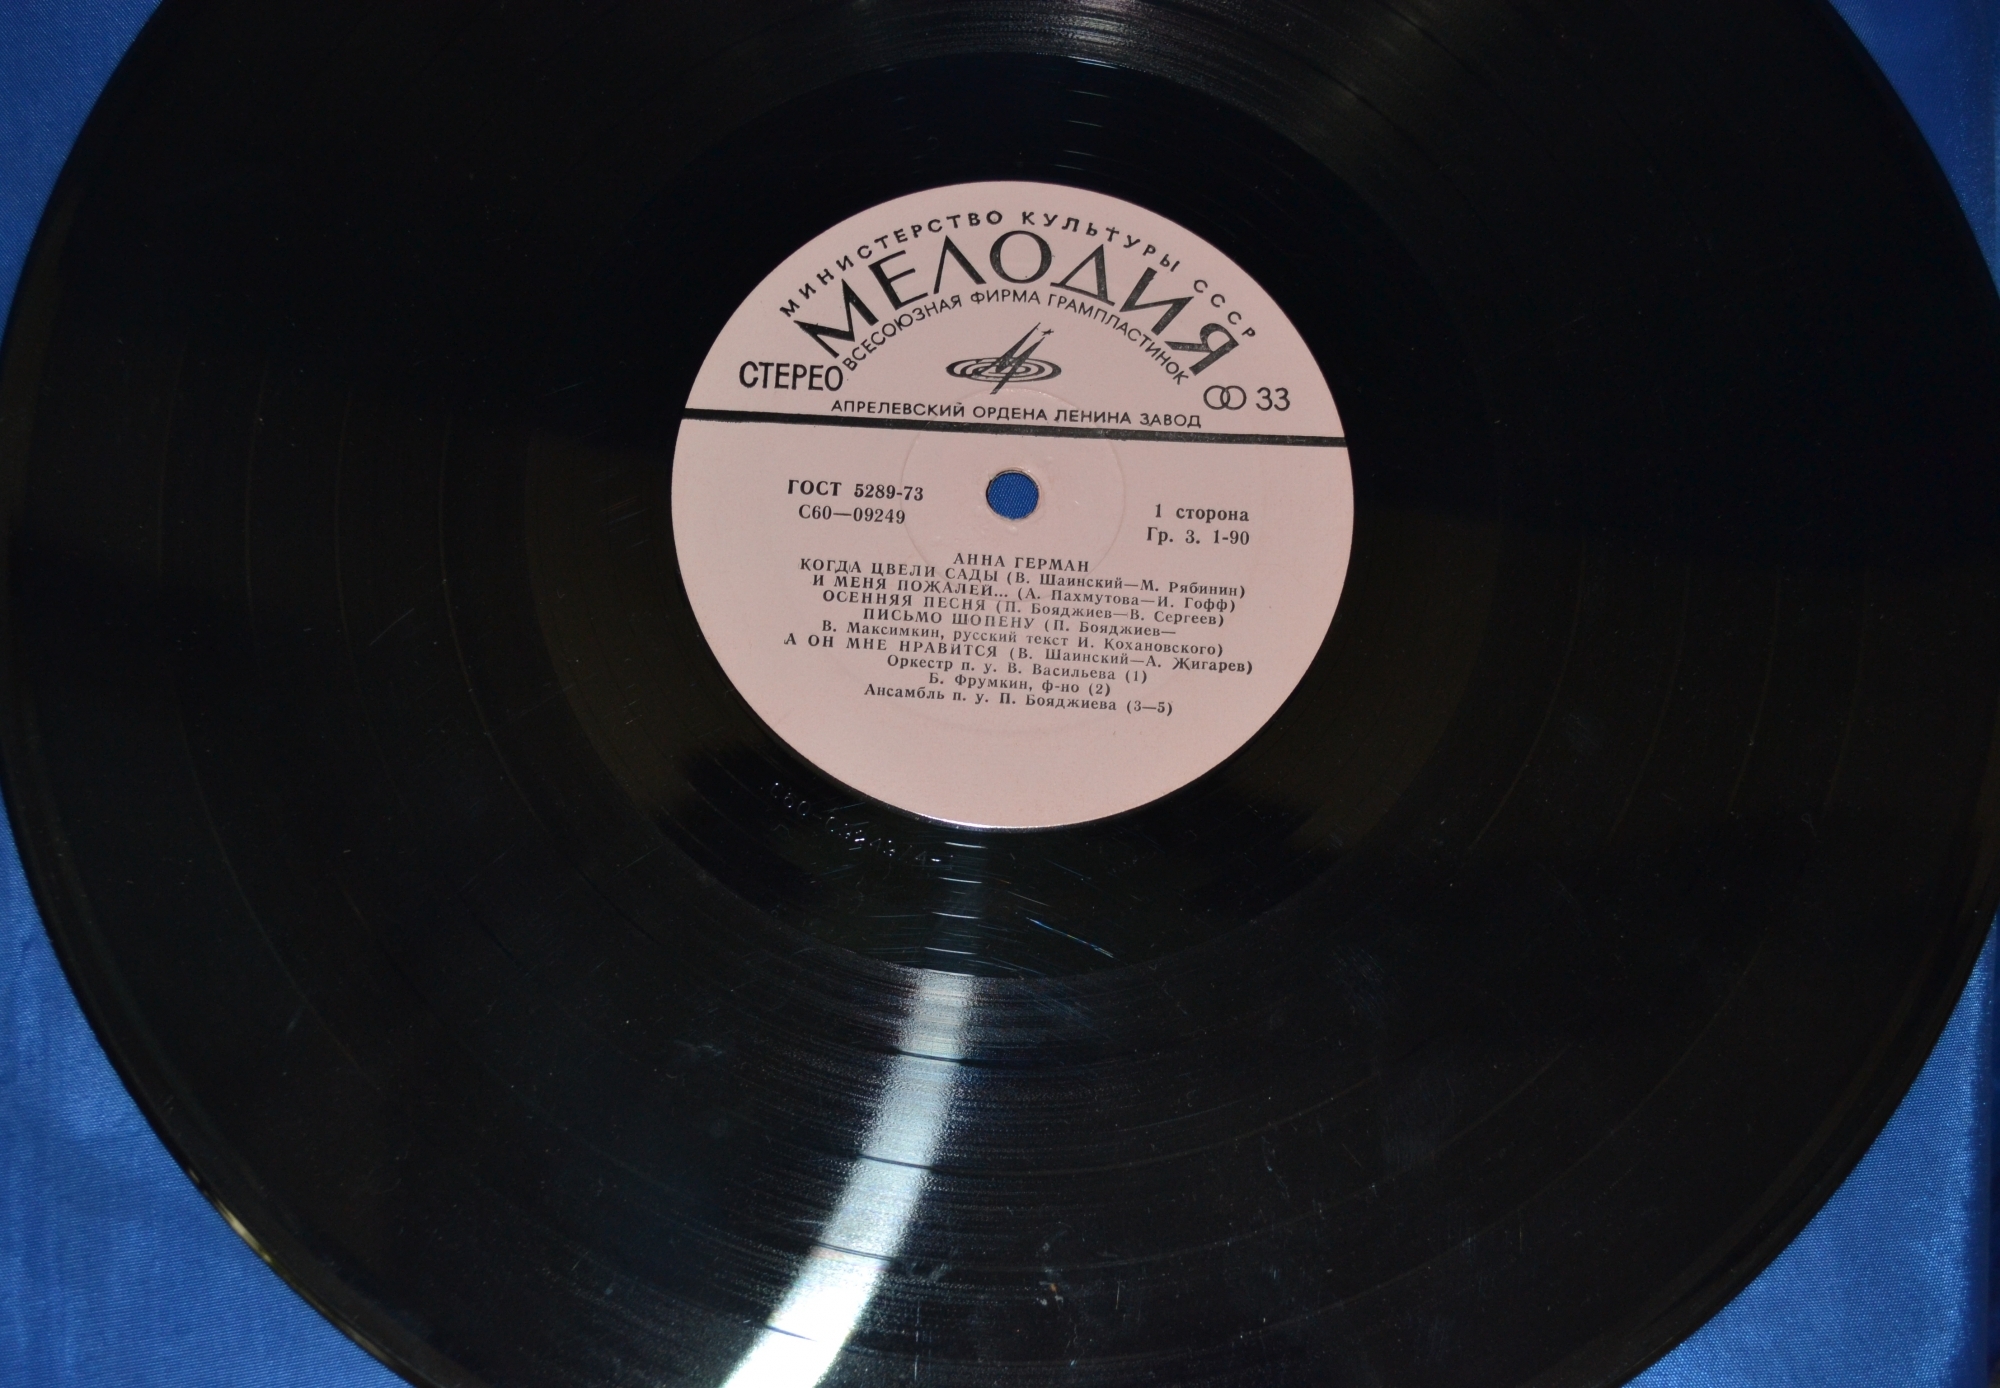 МИНИСТЕРСТВО КУЛЬТУРЫ СССР
МЕЛОДИЯ
ВСЕСОЮЗНАЯ ФИРМА ГРАМПЛАСТИНОК
СТЕРЕО
33
АПРЕЛЕВСКИЙ ОРДЕНА ЛЕНИНА ЗАВОД
ГОСТ 5289-73
С60—09249
1 сторона
Гр. 3. 1-90
АННА ГЕРМАН
КОГДА ЦВЕЛИ САДЫ (В. Шаинский—М. Рябинин)
И МЕНЯ ПОЖАЛЕЙ... (А. Пахмутова—И. Гофф)
ОСЕННЯЯ ПЕСНЯ (П. Бояджиев—В. Сергеев)
ПИСЬМО ШОПЕНУ (П. Бояджиев—
В. Максимкин, русский текст И. Кохановского)
А ОН МНЕ НРАВИТСЯ (В. Шаинский—А. Жигарев)
Оркестр п. у. В. Васильева (1)
Б. Фрумкин, ф-но (2)
Ансамбль п. у. П. Бояджиева (3—5)